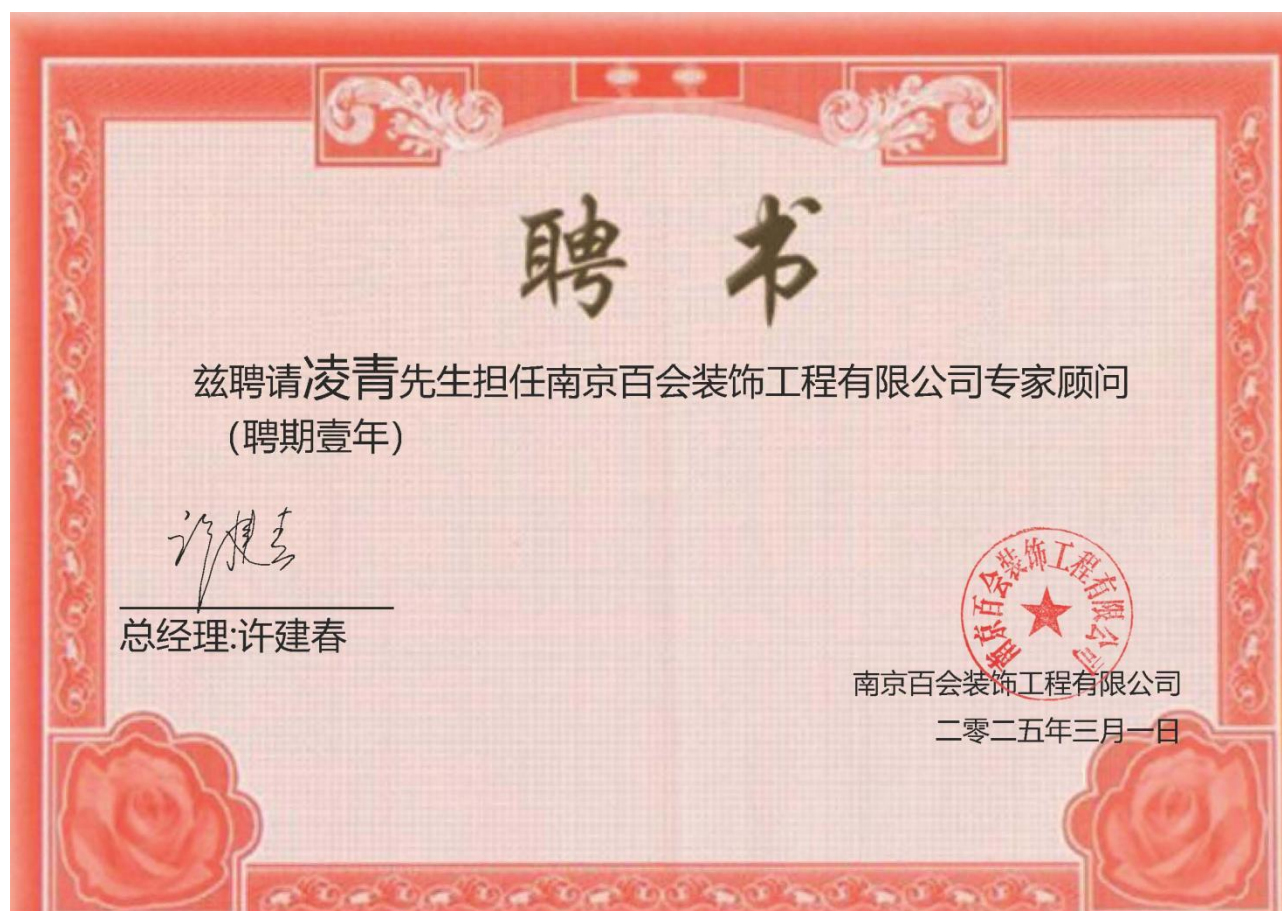 聘 书
兹聘请凌青先生担任南京百会装饰工程有限公司专家顾问
（聘期壹年）
许建春
总经理:许建春
南京百会装饰工程有限公司
南京百会装饰工程有限公司
二零二五年三月一日